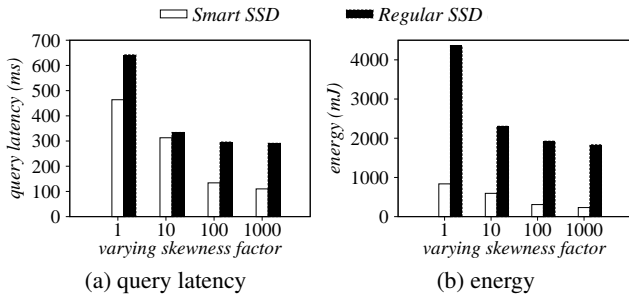 Smart SSD Regular SSD
700
600
500
400
300
200
100
0
query latency (ms)
1 10 100 1000
varying skewness factor
(a) query latency
4000
3000
2000
1000
0
energy (mJ)
1 10 100 1000
varying skewness factor
(b) energy